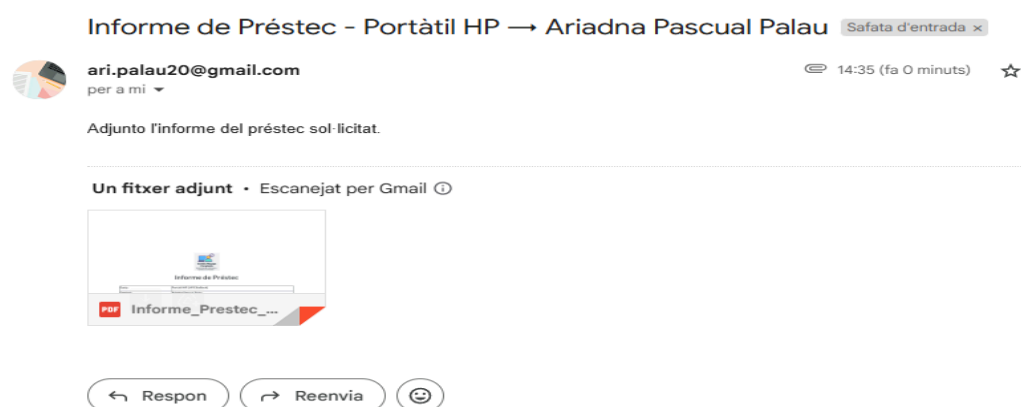 Informe de Préstec - Portàtil HP → Ariadna Pascual Palau Safata d'entrada ×
ari.palau20@gmail.com 14:35 (fa 0 minuts)
per a mi
Adjunto l'informe del préstec sol·licitat.
Un fitxer adjunt • Escanejat per Gmail
Informe de Préstec
PDF Informe_Prestec_...
Respon Reenvia